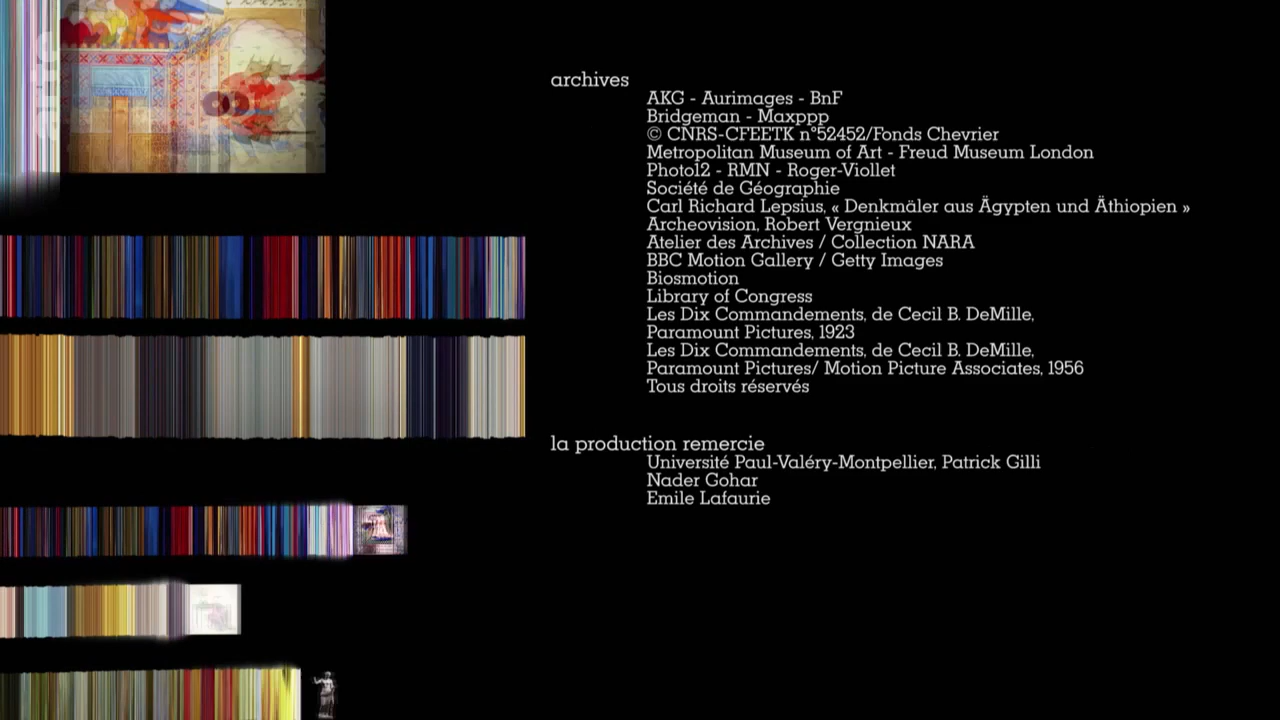 arte
archives
AKG - Aurimages - BnF
Bridgeman - Maxppp
© CNRS-CFEETK n°52452/Fonds Chevrier
Metropolitan Museum of Art - Freud Museum London
Photo12 - RMN - Roger-Viollet
Société de Géographie
Carl Richard Lepsius, « Denkmäler aus Ägypten und Äthiopien »
Archeovision, Robert Vergnieux
Atelier des Archives / Collection NARA
BBC Motion Gallery / Getty Images
Biosmotion
Library of Congress
Les Dix Commandements, de Cecil B. DeMille,
Paramount Pictures, 1923
Les Dix Commandements, de Cecil B. DeMille,
Paramount Pictures/ Motion Picture Associates, 1956
Tous droits réservés
la production remercie
Université Paul-Valéry-Montpellier, Patrick Gilli
Nader Gohar
Emile Lafaurie